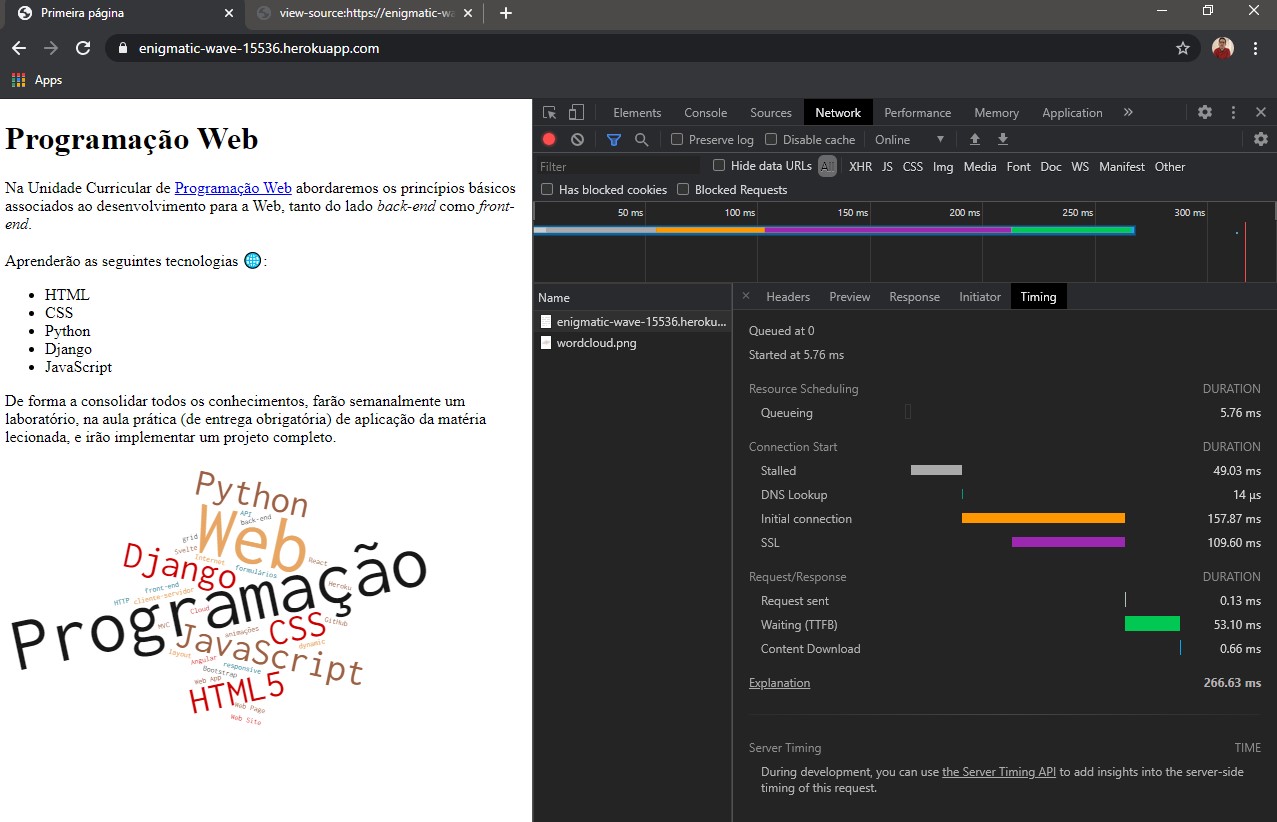 Primeira página
view-source:https://enigmatic-wa
enigmatic-wave-15536.herokuapp.com
Apps
Programação Web
Na Unidade Curricular de Programação Web abordaremos os princípios básicos
associados ao desenvolvimento para a Web, tanto do lado back-end como front-
end.
Aprenderão as seguintes tecnologias :
HTML
CSS
Python
Django
JavaScript
De forma a consolidar todos os conhecimentos, farão semanalmente um
laboratório, na aula prática (de entrega obrigatória) de aplicação da matéria
lecionada, e irão implementar um projeto completo.
Python
API
back-end
grid
Web
Svelte
Internet
React
Django
formulários
Heroku
front-end
HTTP
cliente-servidor
Programação
Cloud
MVC
CSS
GitHub
animações
JavaScript
dynamic
layout
Angular
responsive
Bootstrap
Web App
HTML5
Web Page
Web Site
Elements Console Sources Network Performance Memory Application »
Preserve log Disable cache Online
Filter Hide data URLs All XHR JS CSS Img Media Font Doc WS Manifest Other
Has blocked cookies Blocked Requests
50 ms 100 ms 150 ms 200 ms 250 ms 300 ms
Name
enigmatic-wave-15536.heroku...
wordcloud.png
× Headers Preview Response Initiator Timing
Queued at 0
Started at 5.76 ms
Resource Scheduling DURATION
Queueing 5.76 ms
Connection Start DURATION
Stalled 49.03 ms
DNS Lookup 14 μs
Initial connection 157.87 ms
SSL 109.60 ms
Request/Response DURATION
Request sent 0.13 ms
Waiting (TTFB) 53.10 ms
Content Download 0.66 ms
Explanation 266.63 ms
Server Timing TIME
During development, you can use the Server Timing API to add insights into the server-side
timing of this request.